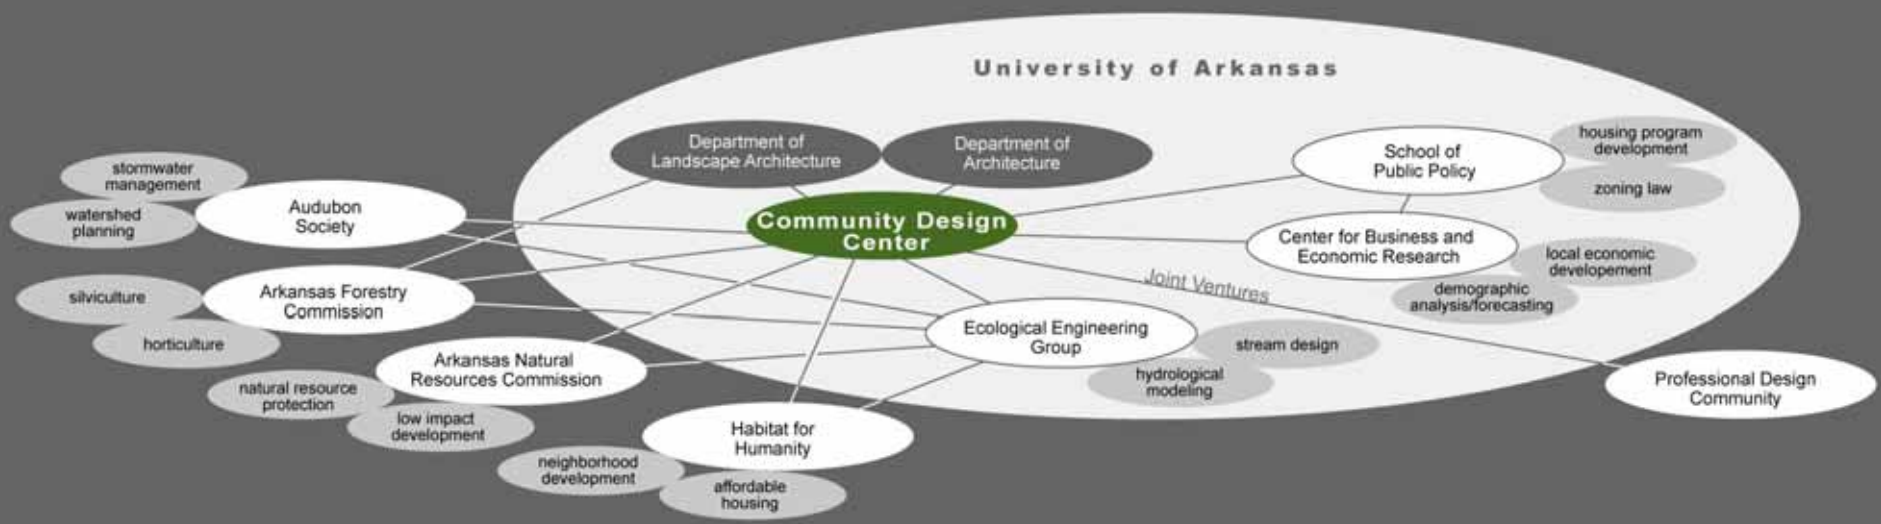 University of Arkansas
Department of
Landscape Architecture
Department of
Architecture
School of
Public Policy
housing program
development
zoning law
stormwater
management
watershed
planning
Audubon
Society
Community Design
Center
Center for Business and
Economic Research
local economic
developement
demographic
analysis/forecasting
Joint Ventures
silviculture
Arkansas Forestry
Commission
horticulture
Ecological Engineering
Group
stream design
hydrological
modeling
Arkansas Natural
Resources Commission
natural resource
protection
low impact
development
Professional Design
Community
Habitat for
Humanity
neighborhood
development
affordable
housing